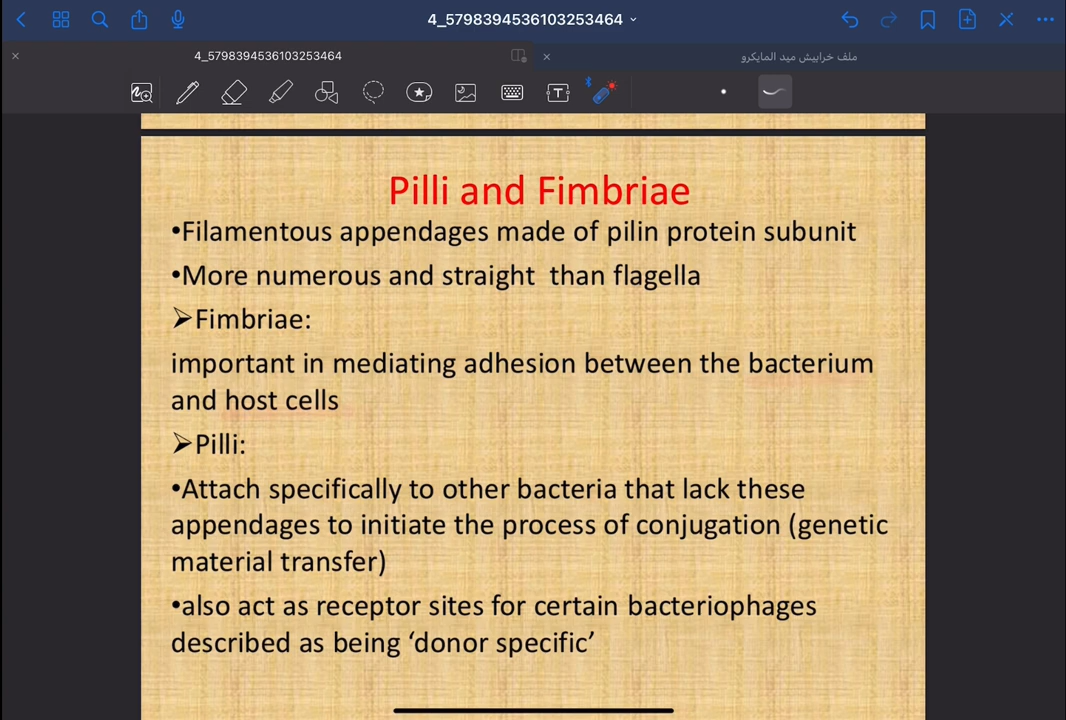 4_5798394536103253464
4_5798394536103253464
ملف خرابيش ميد المايكرو
T
Pilli and Fimbriae
•Filamentous appendages made of pilin protein subunit
•More numerous and straight than flagella
➢Fimbriae:
important in mediating adhesion between the bacterium
and host cells
➢Pilli:
•Attach specifically to other bacteria that lack these
appendages to initiate the process of conjugation (genetic
material transfer)
•also act as receptor sites for certain bacteriophages
described as being ‘donor specific’